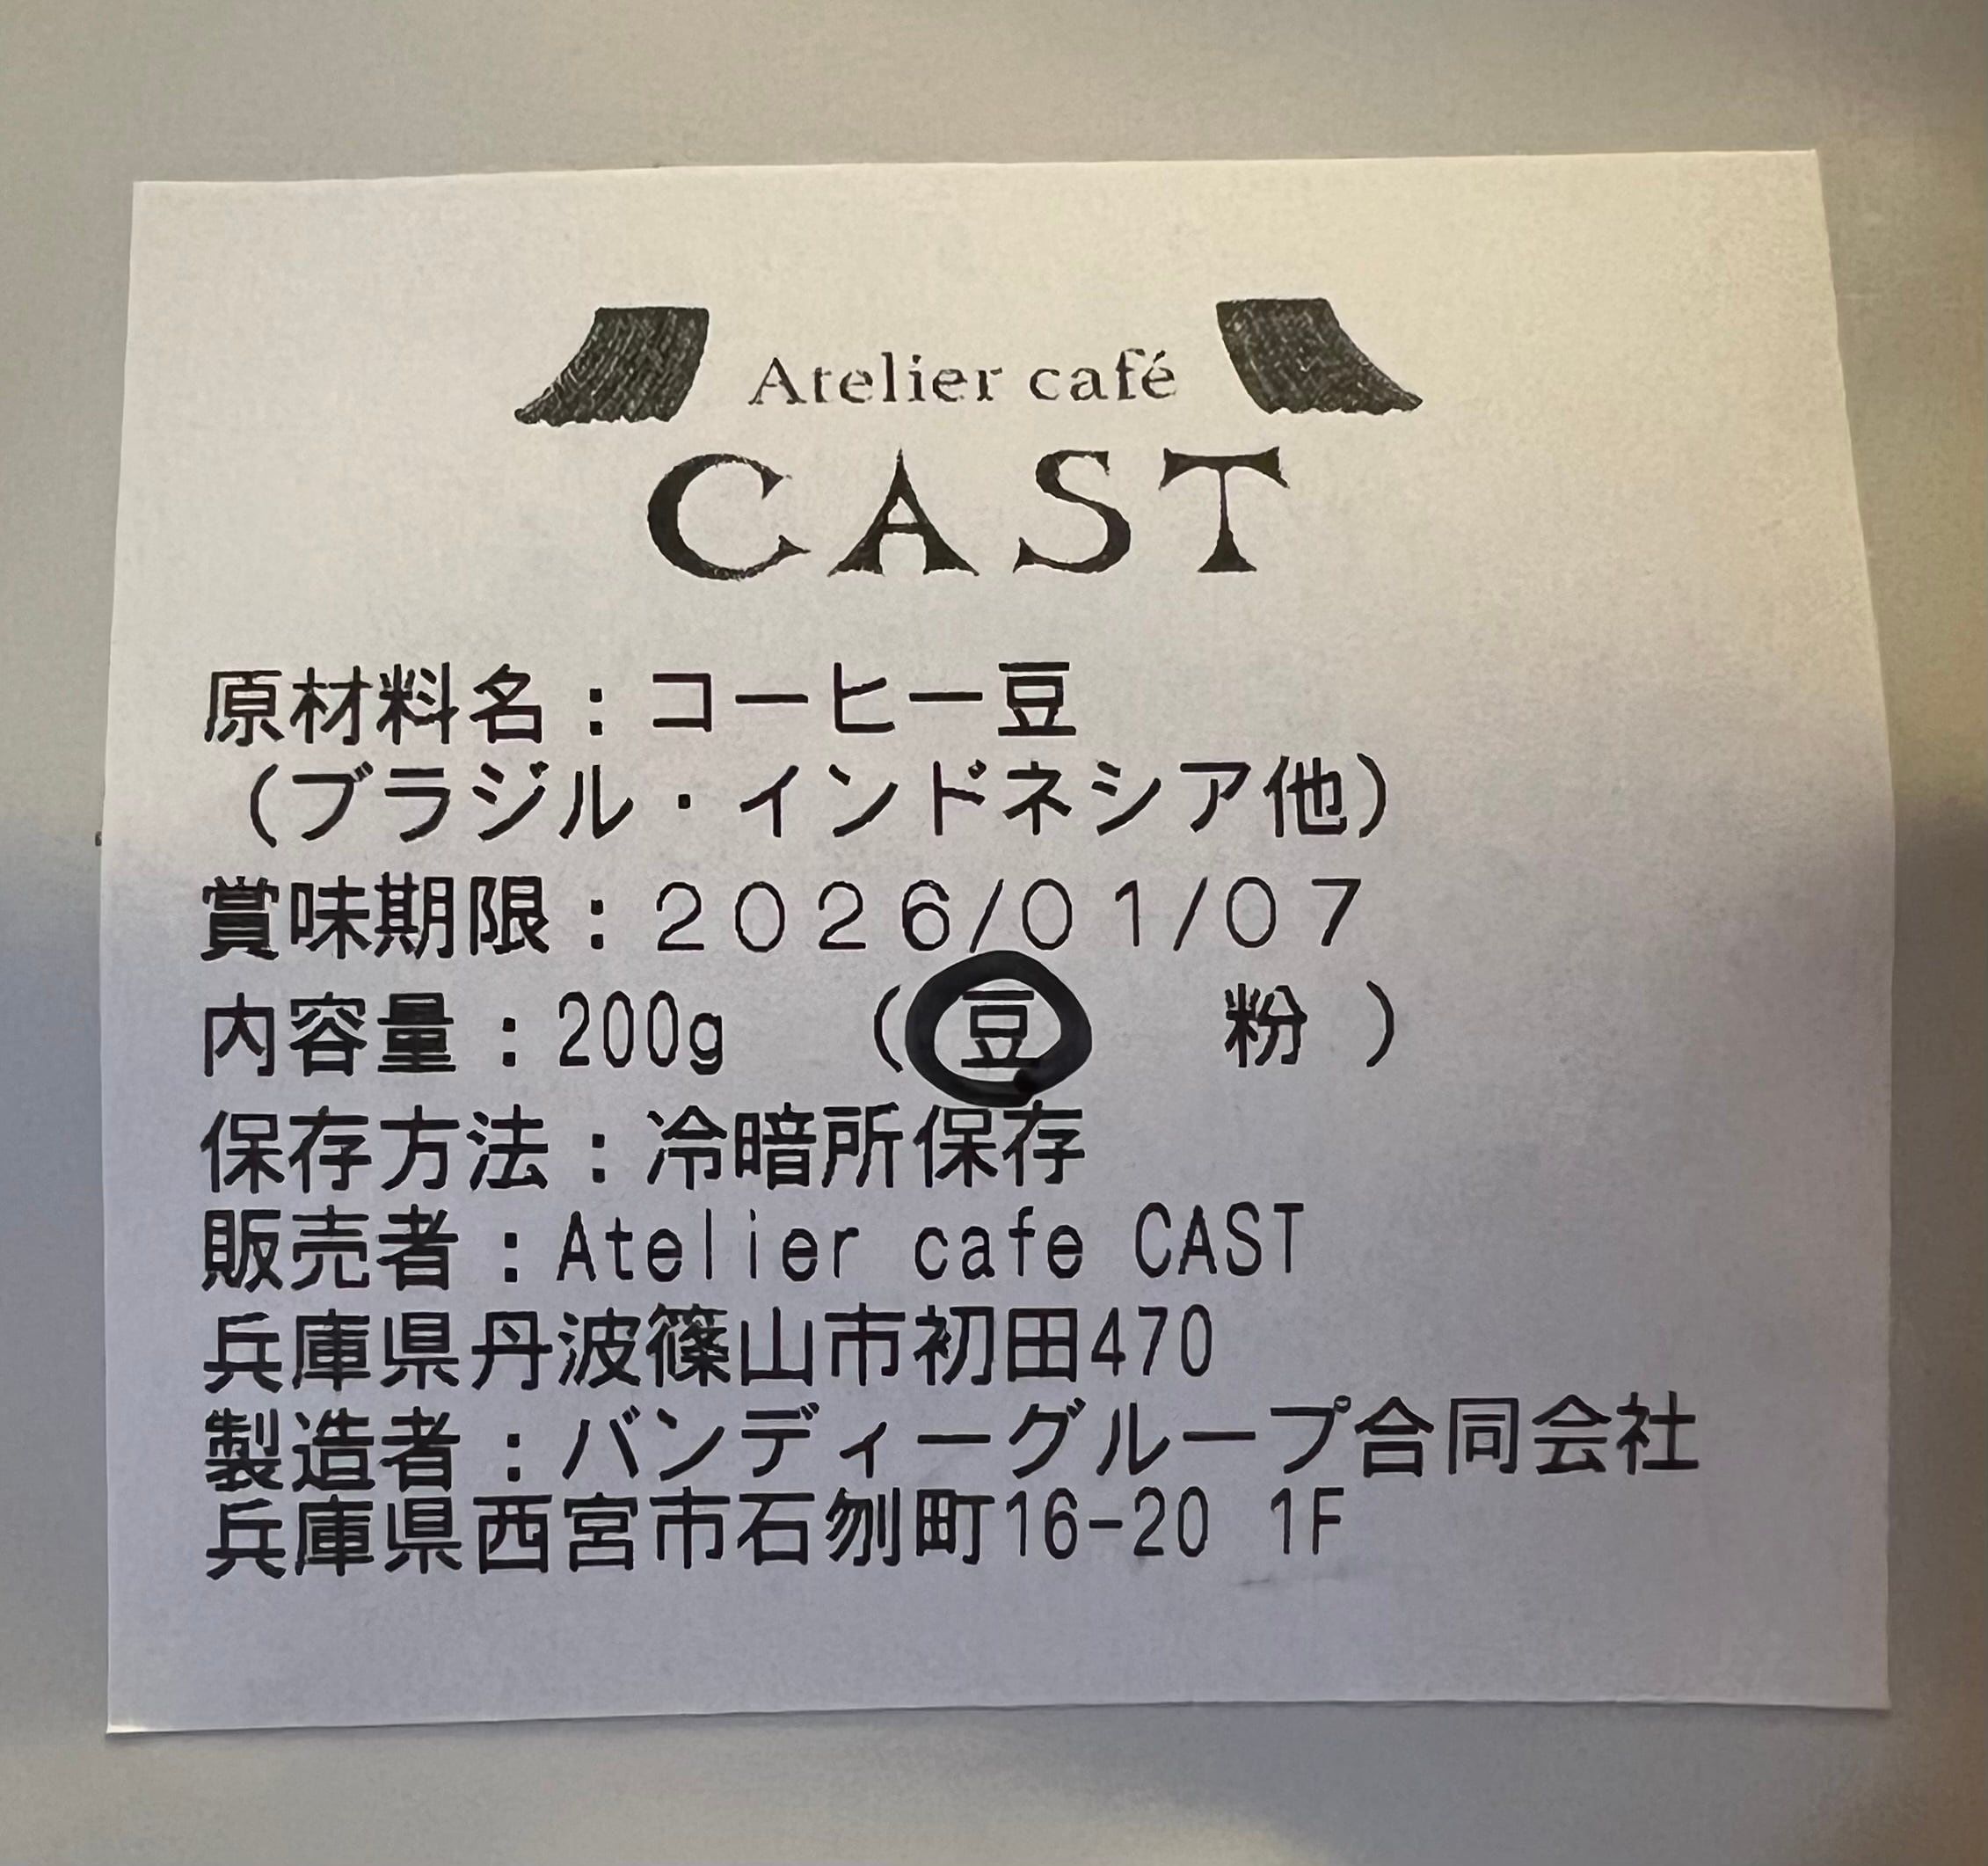 Atelier café
CAST
原材料名：コーヒー豆
（ブラジル・インドネシア他）
賞味期限：２０２６/０１/０７
内容量：200g （ 豆 粉 ）
保存方法：冷暗所保存
販売者：Atelier cafe CAST
兵庫県丹波篠山市初田470
製造者：バンディーグループ合同会社
兵庫県西宮市石刎町16-20 1F